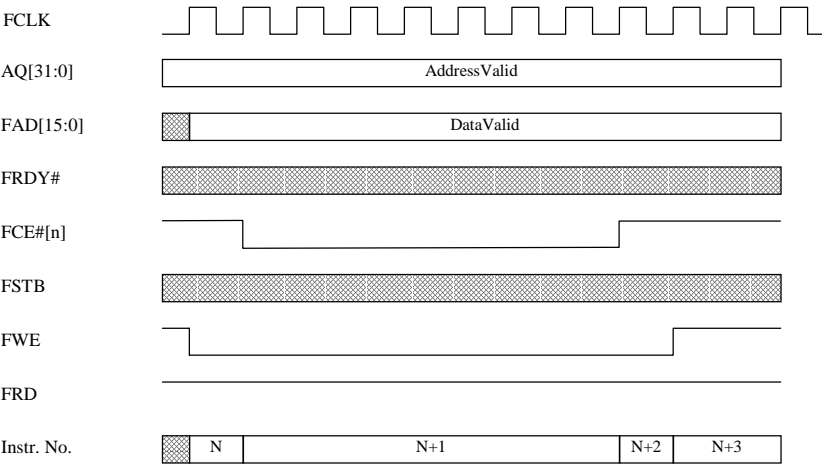 FCLK
AQ[31:0] AddressValid
FAD[15:0] DataValid
FRDY#
FCE#[n]
FSTB
FWE
FRD
Instr. No. N N+1 N+2 N+3